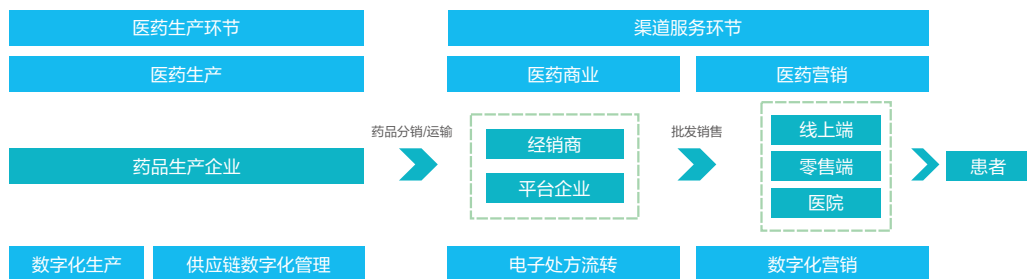 医药生产环节
渠道服务环节
医药生产
医药商业
医药营销
药品生产企业
药品分销/运输
经销商
平台企业
批发销售
线上端
零售端
医院
患者
数字化生产
供应链数字化管理
电子处方流转
数字化营销